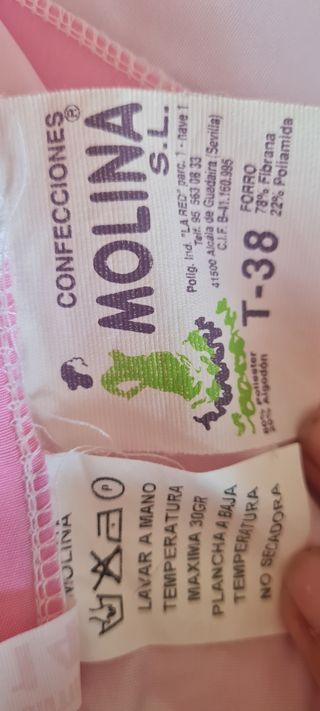 CONFECCIONES®
MOLINA
S.L.
Polig. Ind. "LA RED" parc. 1 - nave 1
Telf. 95 563 08 33
41500 Alcalá de Guadaira (Sevilla)
C.I.F. B-41.160.995
T-38
FORRO
78% Fibrana
22% Poliamida
Poliester
Algodón
MOLINA
P
LAVAR A MANO
TEMPERATURA
MAXIMA 30GR
PLANCHA A BAJA
TEMPERATURA
NO SECADORA